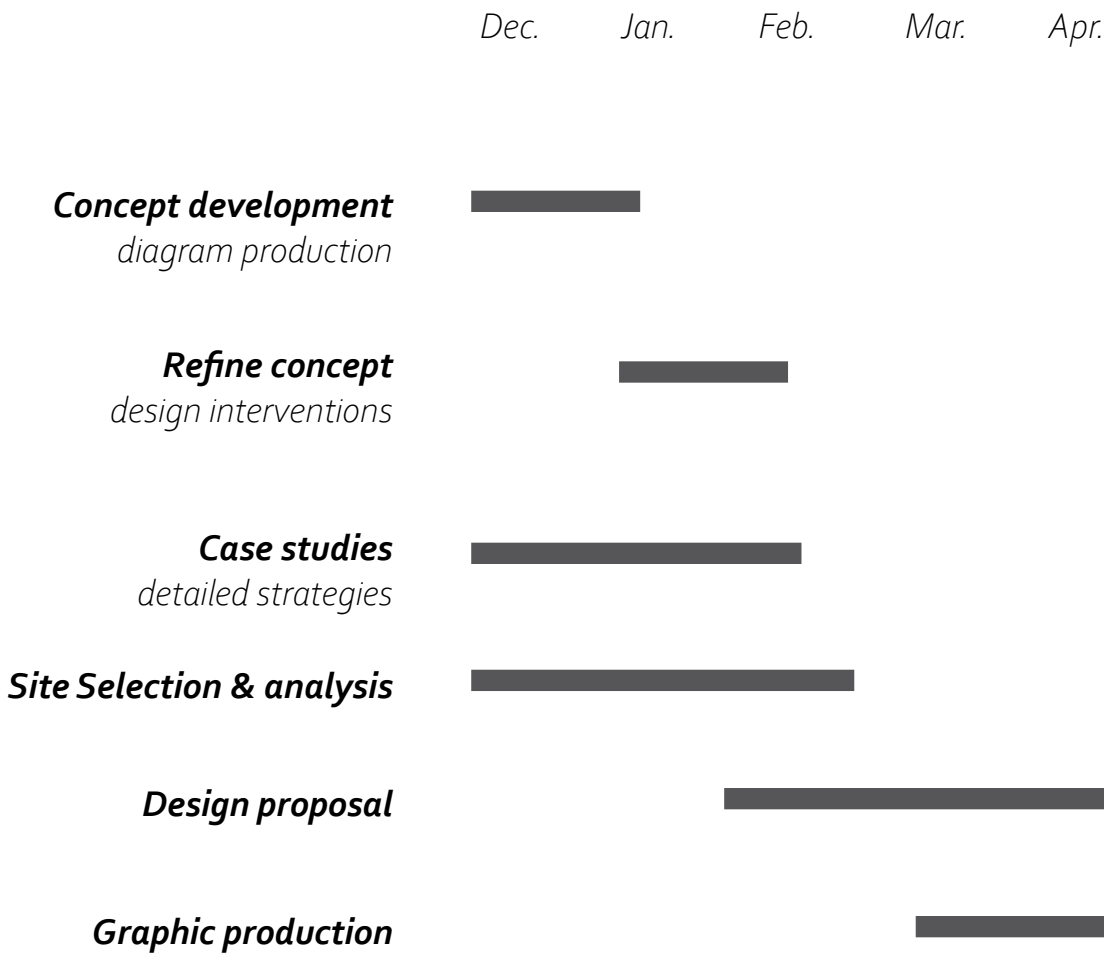 Dec. Jan. Feb. Mar. Apr.
Concept development
diagram production
Refine concept
design interventions
Case studies
detailed strategies
Site Selection & analysis
Design proposal
Graphic production